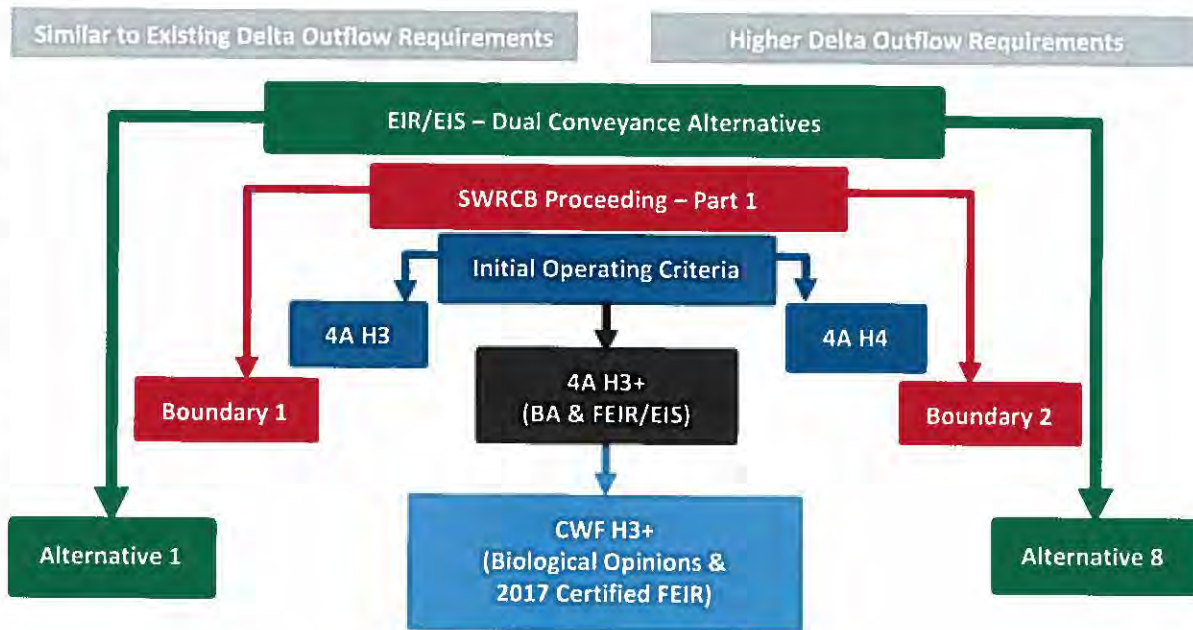 Similar to Existing Delta Outflow Requirements
Higher Delta Outflow Requirements
EIR/EIS – Dual Conveyance Alternatives
SWRCB Proceeding – Part 1
Initial Operating Criteria
4A H3
4A H4
4A H3+
(BA & FEIR/EIS)
Boundary 1
Boundary 2
CWF H3+
(Biological Opinions &
2017 Certified FEIR)
Alternative 1
Alternative 8